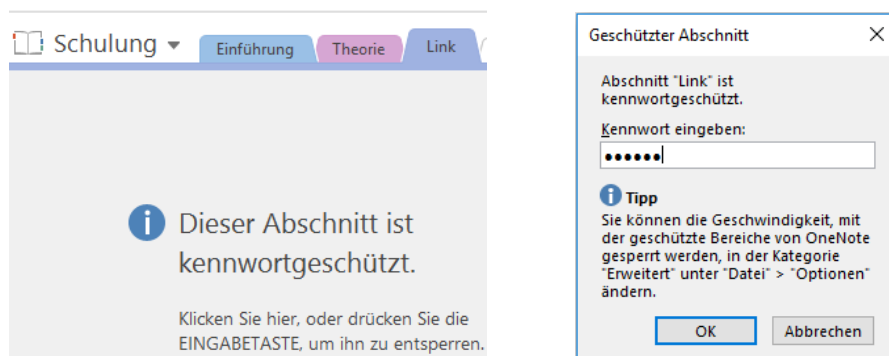 Schulung
Einführung
Theorie
Link
Dieser Abschnitt ist
kennwortgeschützt.
Klicken Sie hier, oder drücken Sie die
EINGABETASTE, um ihn zu entsperren.
Geschützter Abschnitt
Abschnitt "Link" ist
kennwortgeschützt.
Kennwort eingeben:
••••••
Tipp
Sie können die Geschwindigkeit, mit
der geschützte Bereiche von OneNote
gesperrt werden, in der Kategorie
"Erweitert" unter "Datei" > "Optionen"
ändern.
OK
Abbrechen